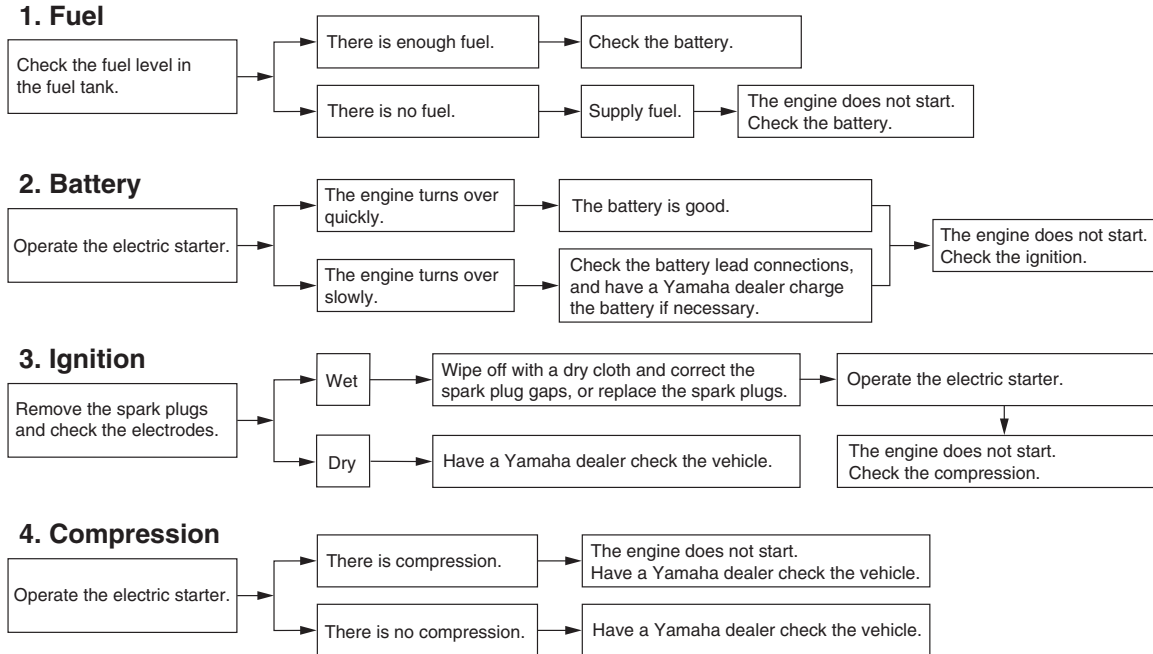 1. Fuel
Check the fuel level in
the fuel tank.
There is enough fuel.
Check the battery.
There is no fuel.
Supply fuel.
The engine does not start.
Check the battery.
2. Battery
Operate the electric starter.
The engine turns over
quickly.
The battery is good.
The engine turns over
slowly.
Check the battery lead connections,
and have a Yamaha dealer charge
the battery if necessary.
The engine does not start.
Check the ignition.
3. Ignition
Remove the spark plugs
and check the electrodes.
Wet
Wipe off with a dry cloth and correct the
spark plug gaps, or replace the spark plugs.
Operate the electric starter.
Dry
Have a Yamaha dealer check the vehicle.
The engine does not start.
Check the compression.
4. Compression
Operate the electric starter.
There is compression.
The engine does not start.
Have a Yamaha dealer check the vehicle.
There is no compression.
Have a Yamaha dealer check the vehicle.